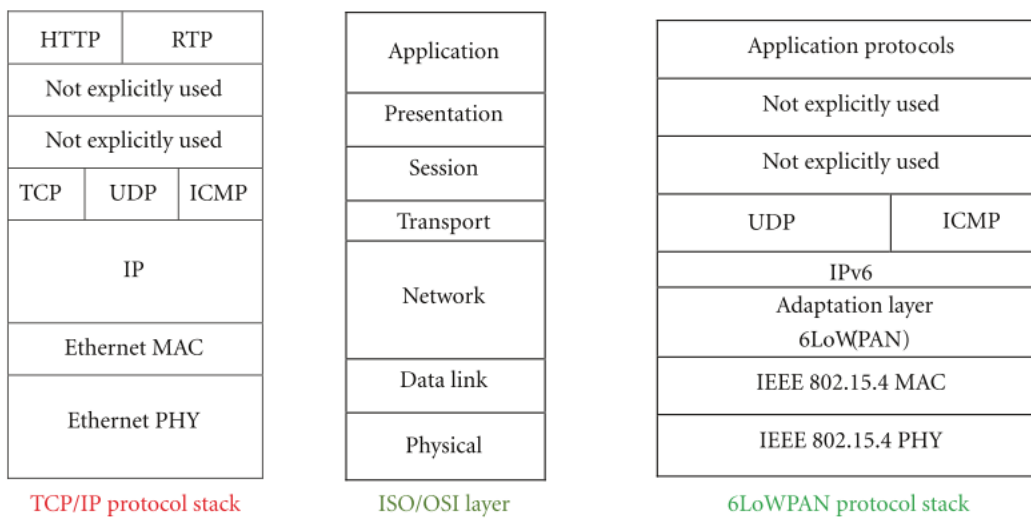 HTTP RTP
Not explicitly used
Not explicitly used
TCP UDP ICMP
IP
Ethernet MAC
Ethernet PHY
TCP/IP protocol stack
Application
Presentation
Session
Transport
Network
Data link
Physical
ISO/OSI layer
Application protocols
Not explicitly used
Not explicitly used
UDP ICMP
IPv6
Adaptation layer
6LoW(PAN)
IEEE 802.15.4 MAC
IEEE 802.15.4 PHY
6LoWPAN protocol stack